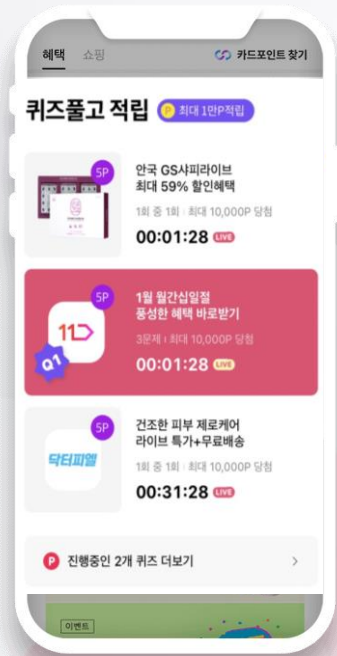 혜택 쇼핑 카드포인트 찾기
퀴즈풀고 적립 P 최대 1만P적립
5P
안국 GS샤피라이브
최대 59% 할인혜택
1회 중 1회 | 최대 10,000P 당첨
00:01:28 LIVE
5P
11
Q1
1월 월간십일절
풍성한 혜택 바로받기
3문제 | 최대 10,000P 당첨
00:01:28 LIVE
5P
닥터피엘
건조한 피부 제로케어
라이브 특가+무료배송
1회 중 1회 | 최대 10,000P 당첨
00:31:28 LIVE
P 진행중인 2개 퀴즈 더보기 >
이벤트